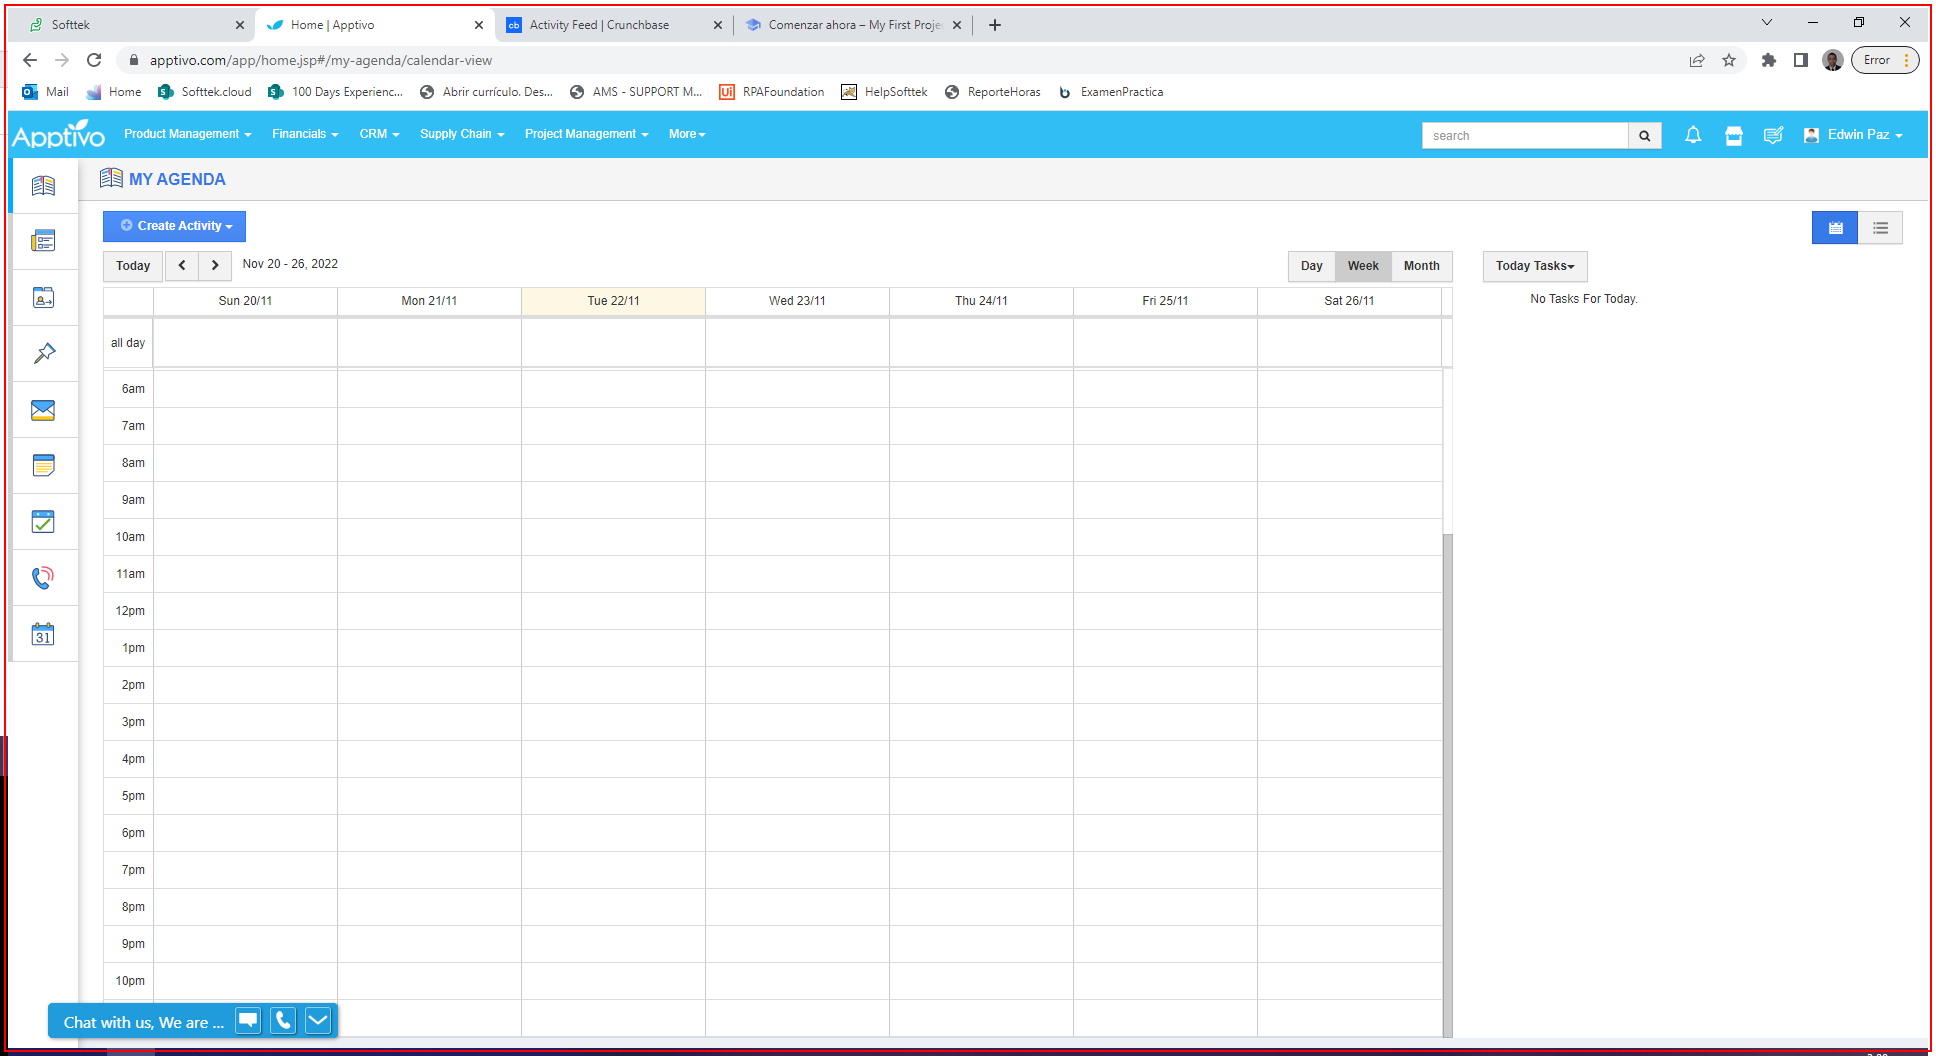 Softtek
Home | Apptivo
Activity Feed | Crunchbase
Comenzar ahora – My First Proje
apptivo.com/app/home.jsp#/my-agenda/calendar-view
Error
Mail
Home
Softtek.cloud
100 Days Experienc...
Abrir currículo. Des...
AMS - SUPPORT M...
RPAFoundation
HelpSofttek
ReporteHoras
ExamenPractica
Apptivo
Product Management
Financials
CRM
Supply Chain
Project Management
More
search
Edwin Paz
MY AGENDA
Create Activity
Today
Nov 20 - 26, 2022
Day
Week
Month
Today Tasks
No Tasks For Today.
Sun 20/11
Mon 21/11
Tue 22/11
Wed 23/11
Thu 24/11
Fri 25/11
Sat 26/11
all day
6am
7am
8am
9am
10am
11am
12pm
1pm
2pm
3pm
4pm
5pm
6pm
7pm
8pm
9pm
10pm
31
Chat with us, We are ...